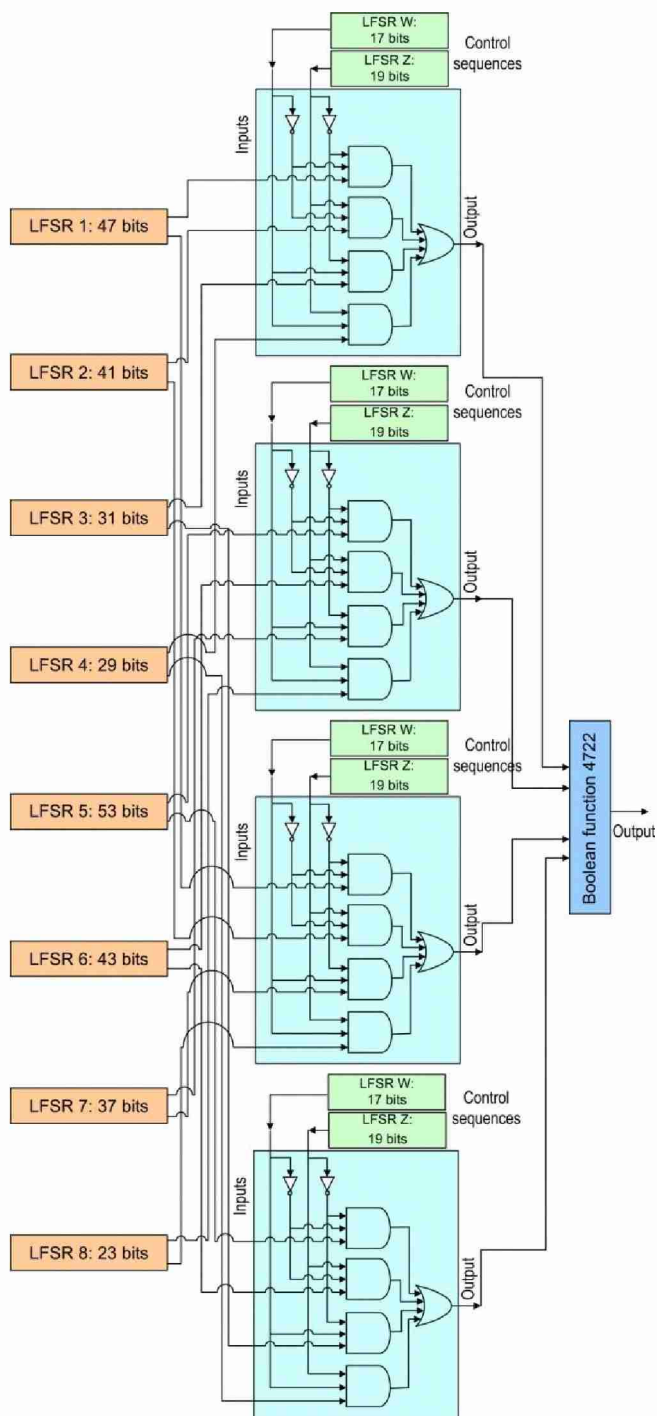 LFSR W:
17 bits
Control
sequences
LFSR Z:
19 bits
Inputs
Output
LFSR 1: 47 bits
LFSR 2: 41 bits
LFSR W:
17 bits
Control
sequences
LFSR Z:
19 bits
Inputs
Output
LFSR 3: 31 bits
LFSR 4: 29 bits
LFSR W:
17 bits
Control
sequences
LFSR Z:
19 bits
Inputs
Output
LFSR 5: 53 bits
Boolean function 4722
Output
LFSR 6: 43 bits
LFSR 7: 37 bits
LFSR W:
17 bits
Control
sequences
LFSR Z:
19 bits
Inputs
Output
LFSR 8: 23 bits